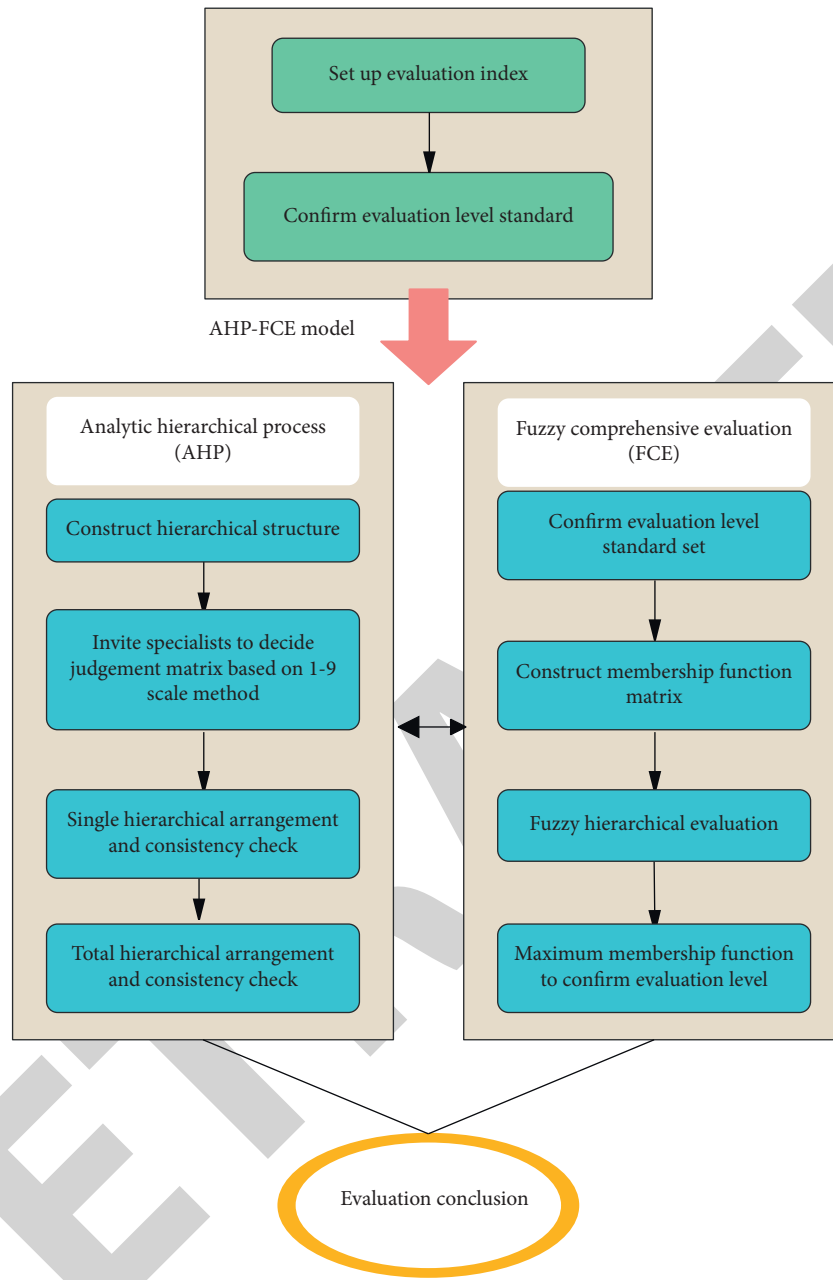 Set up evaluation index
Confirm evaluation level standard
AHP-FCE model
Analytic hierarchical process
(AHP)
Construct hierarchical structure
Invite specialists to decide
judgement matrix based on 1-9
scale method
Single hierarchical arrangement
and consistency check
Total hierarchical arrangement
and consistency check
Fuzzy comprehensive evaluation
(FCE)
Confirm evaluation level
standard set
Construct membership function
matrix
Fuzzy hierarchical evaluation
Maximum membership function
to confirm evaluation level
Evaluation conclusion